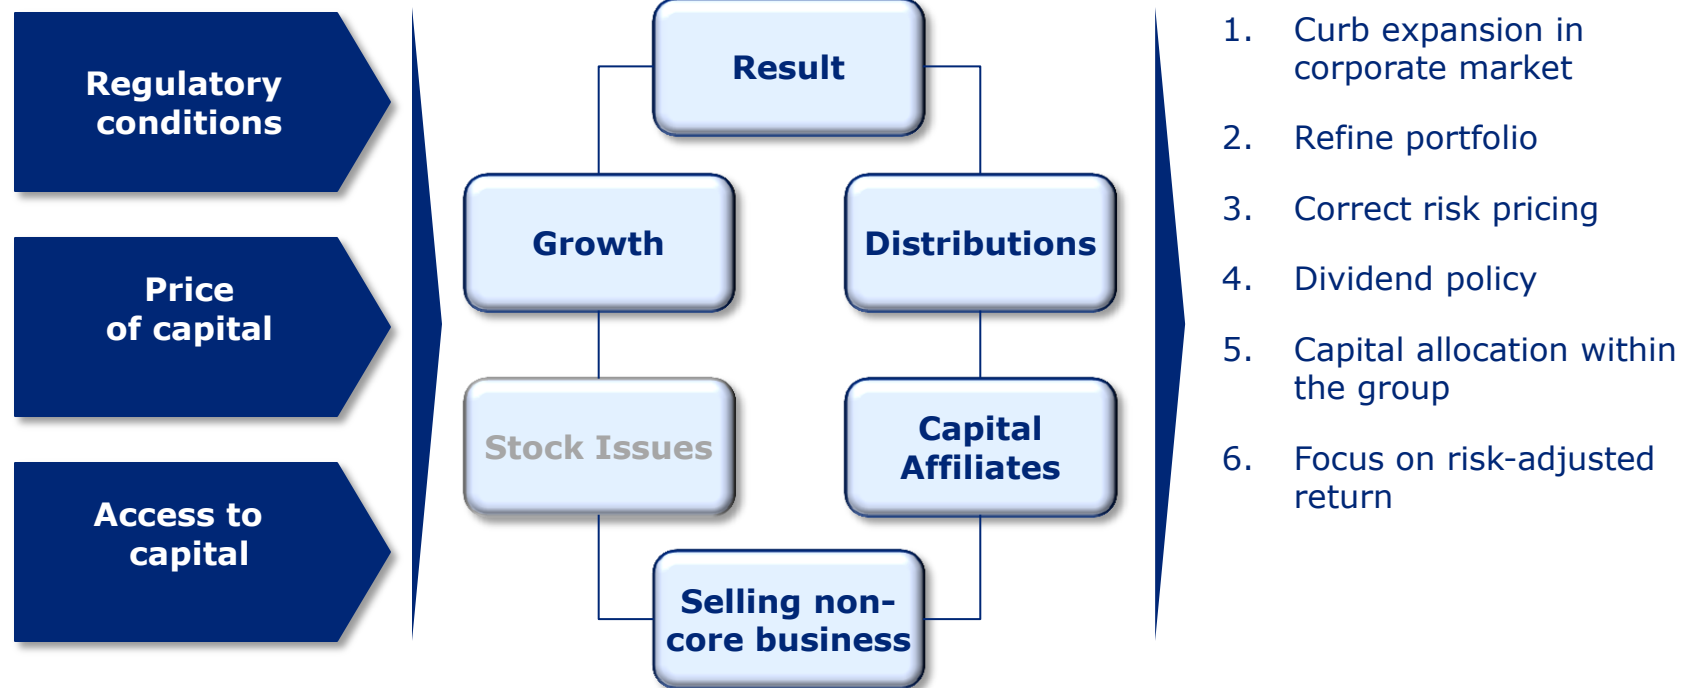 Regulatory
conditions
Price
of capital
Access to
capital
Result
Growth
Distributions
Stock Issues
Capital
Affiliates
Selling non-
core business
1. Curb expansion in
corporate market
2. Refine portfolio
3. Correct risk pricing
4. Dividend policy
5. Capital allocation within
the group
6. Focus on risk-adjusted
return